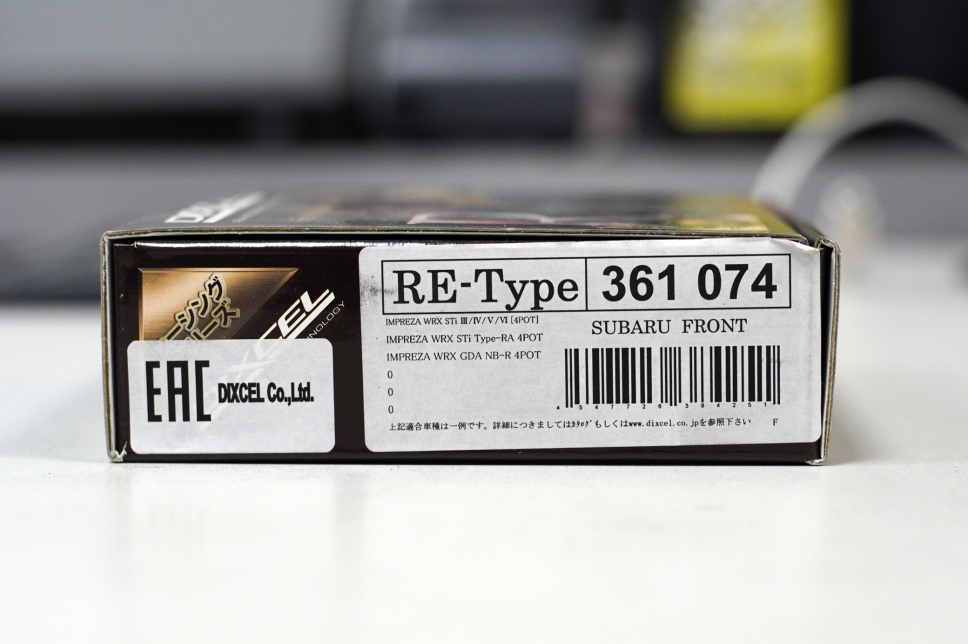 RE-Type 361 074
IMPREZA WRX STi Ⅲ/Ⅳ/Ⅴ/Ⅵ [4POT]
IMPREZA WRX STi Type-RA 4POT
IMPREZA WRX GDA NB-R 4POT
0
0
0
SUBARU FRONT
4 547728 384251
上記適合車種は一例です。詳細につきましてはｶﾀﾛｸﾞもしくはwww.dixcel.co.jpを参照下さい F
EAC DIXCEL Co.,Ltd.